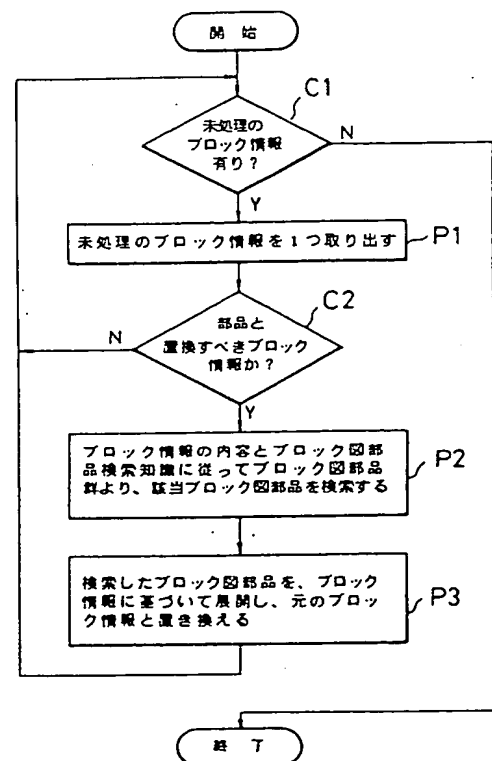 開始
C1
未処理の
ブロック情報
有り?
N
Y
未処理のブロック情報を1つ取り出す
P1
C2
部品と
置換すべきブロック
情報か?
N
Y
ブロック情報の内容とブロック図部
品検索知識に従ってブロック図部品
群より、該当ブロック図部品を検索する
P2
検索したブロック図部品を、ブロック
情報に基づいて展開し、元のブロッ
ク情報と置き換える
P3
終了